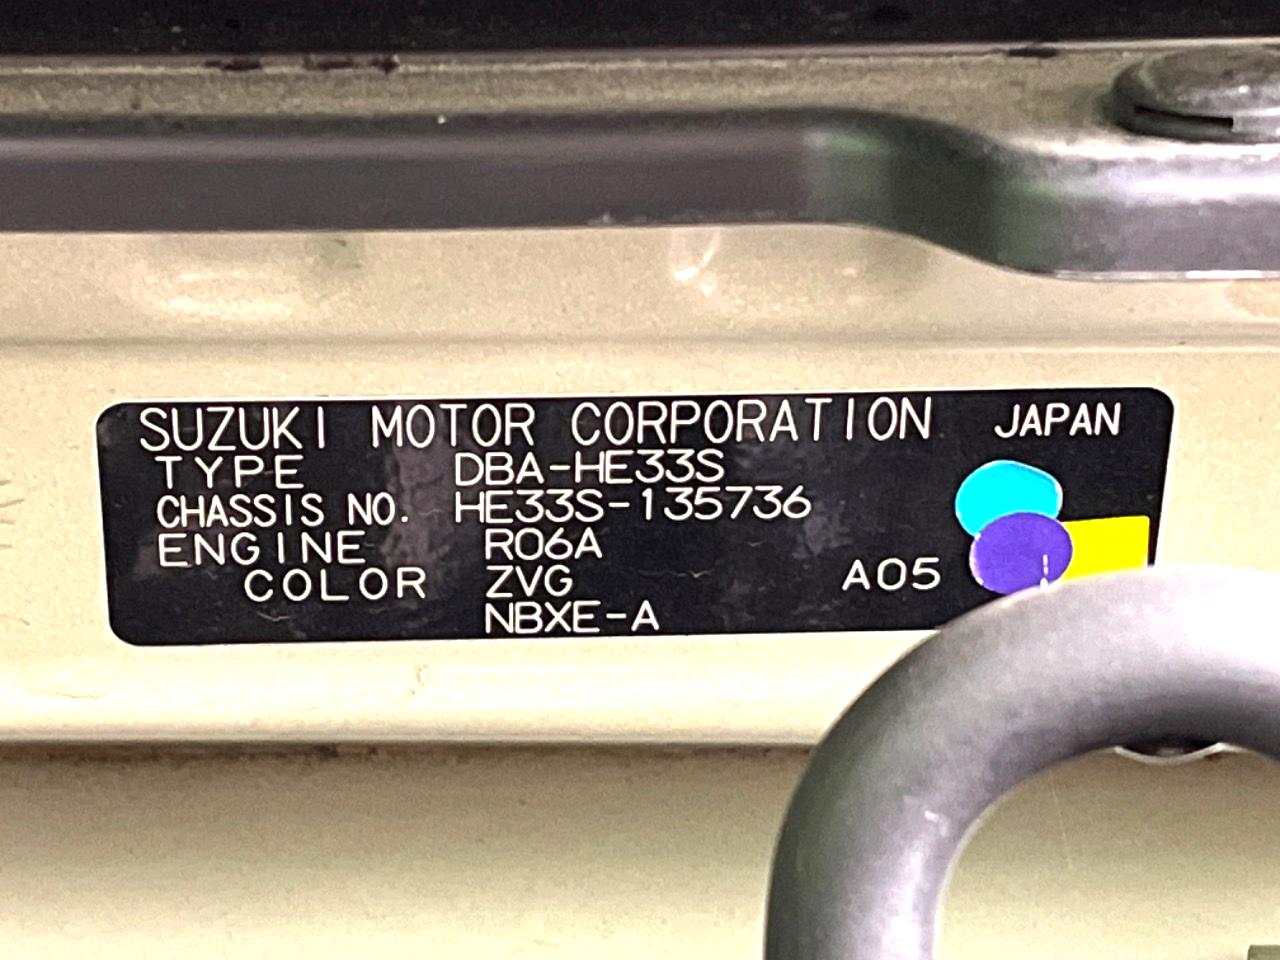 SUZUKI MOTOR CORPORATION JAPAN
TYPE DBA-HE33S
CHASSIS NO. HE33S-135736
ENGINE R06A
COLOR ZVG A05
NBXE-A